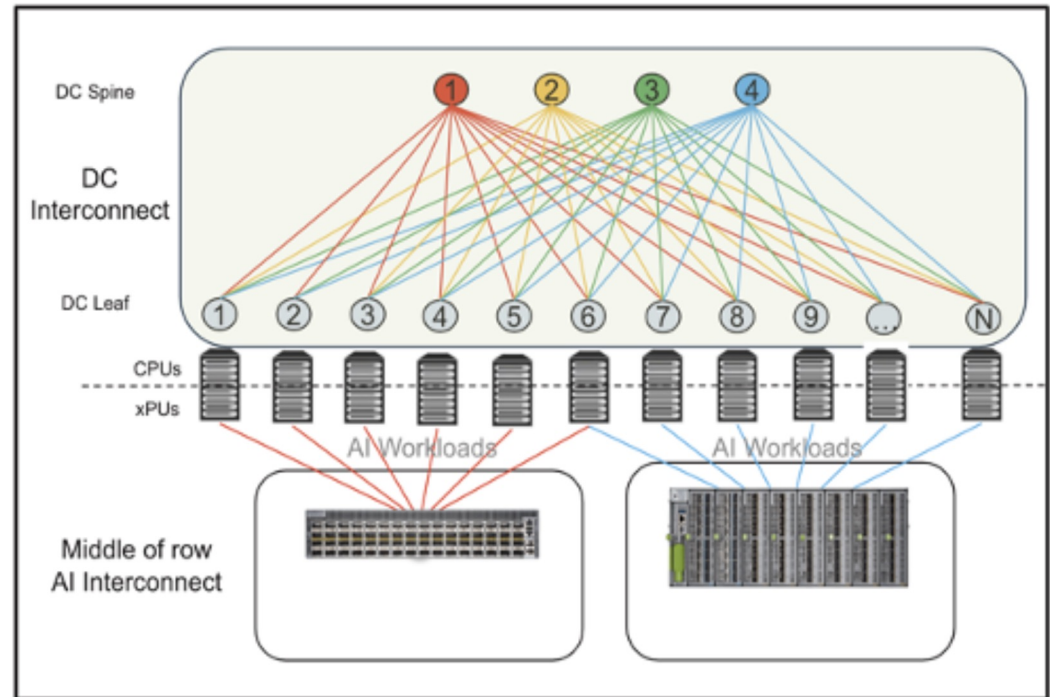 DC Spine
1 2 3 4
DC
Interconnect
DC Leaf
1 2 3 4 5 6 7 8 9 ... N
CPUs
xPUs
AI Workloads AI Workloads
Middle of row
AI Interconnect